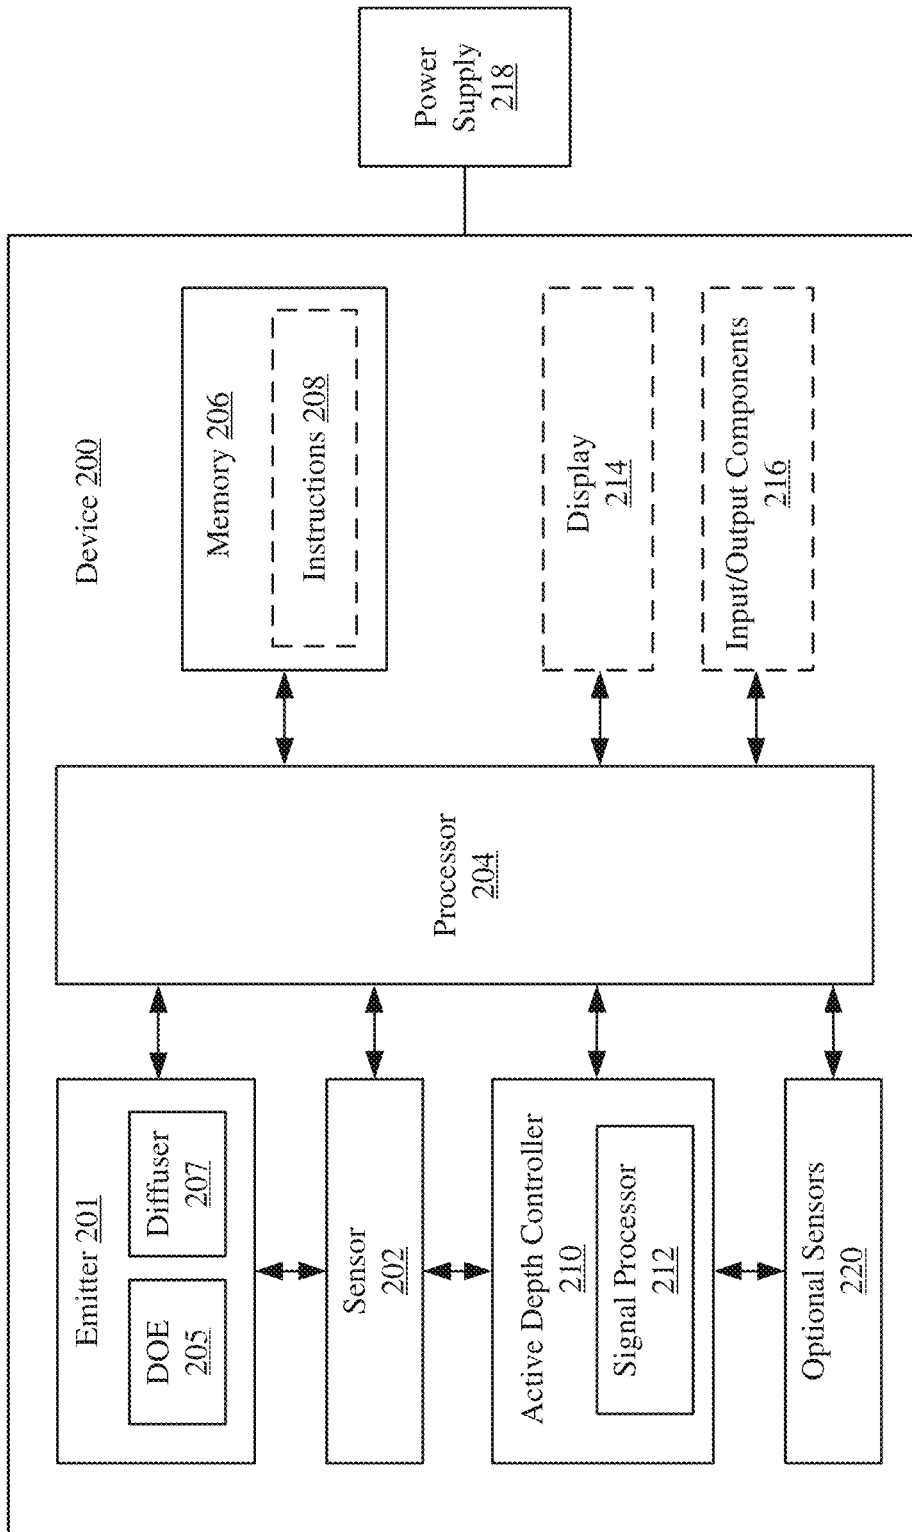 Device 200
Emitter 201
DOE
205
Diffuser
207
Sensor
202
Active Depth Controller
210
Signal Processor
212
Optional Sensors
220
Processor
204
Memory 206
Instructions 208
Display
214
Input/Output Components
216
Power
Supply
218